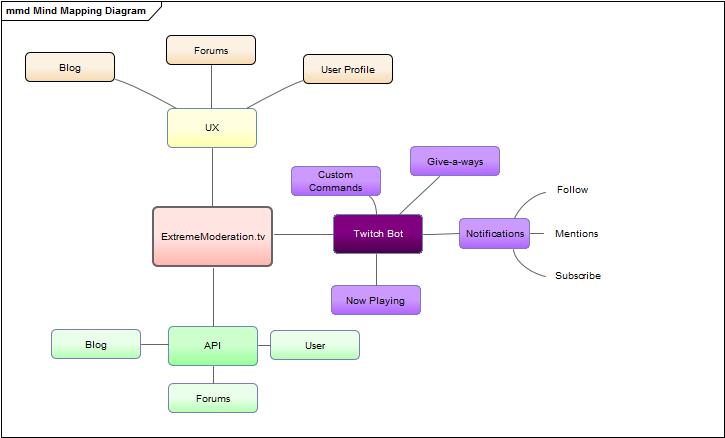 mmd Mind Mapping Diagram
Forums
Blog
User Profile
UX
Custom
Commands
Give-a-ways
Follow
ExtremeModeration.tv
Twitch Bot
Notifications
Mentions
Subscribe
Now Playing
Blog
API
User
Forums